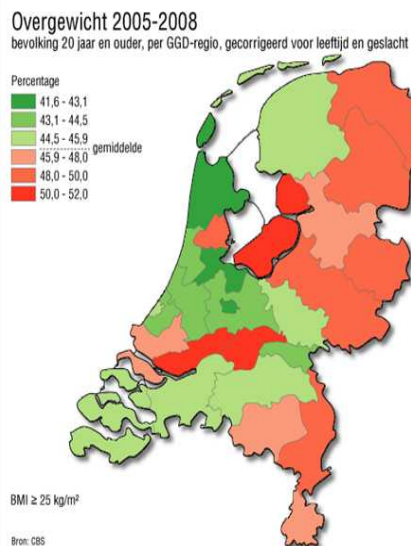 Overgewicht 2005-2008
bevolking 20 jaar en ouder, per GGD-regio, gecorrigeerd voor leeftijd en geslacht
Percentage
41,6 - 43,1
43,1 - 44,5
44,5 - 45,9
gemiddelde
45,9 - 48,0
48,0 - 50,0
50,0 - 52,0
BMI ≥ 25 kg/m²
Bron: CBS